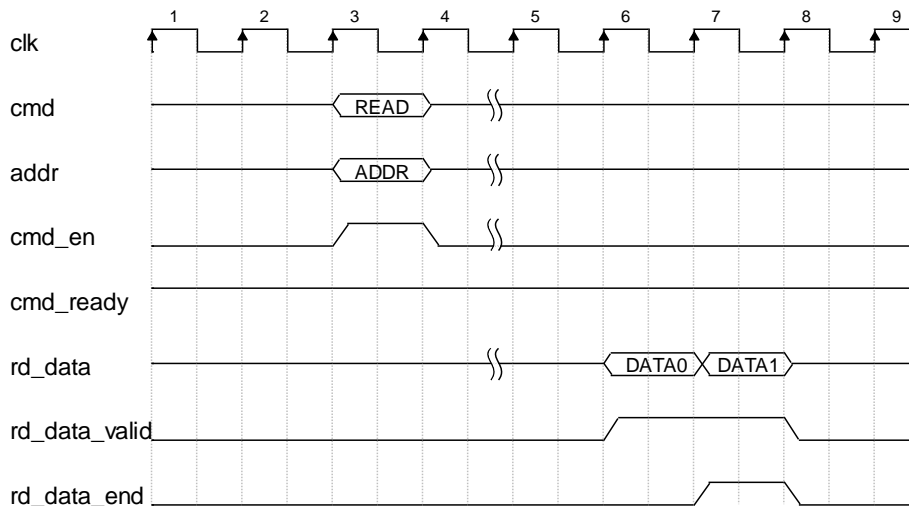 1 2 3 4 5 6 7 8 9
clk
cmd READ
addr ADDR
cmd_en
cmd_ready
rd_data DATA0 DATA1
rd_data_valid
rd_data_end